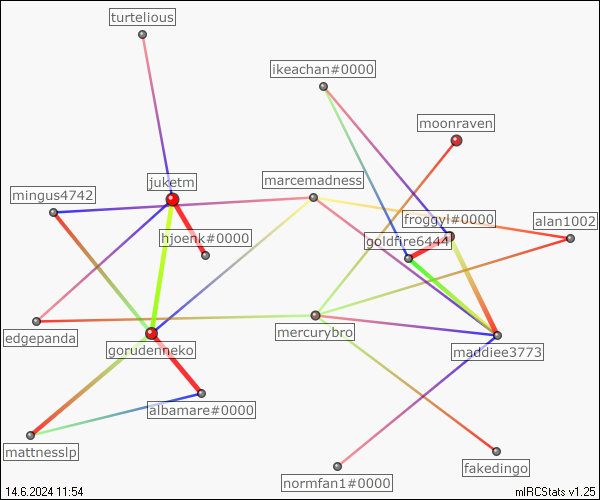 turtelious
ikeachan#0000
moonraven
juketm
marcemadness
mingus4742
froggyl#0000
alan1002
hjoenk#0000
goldfire6444
edgepanda
mercurybro
gorudenneko
maddiee3773
albamare#0000
mattnesslp
fakedingo
normfan1#0000
14.6.2024 11:54
mIRCStats v1.25